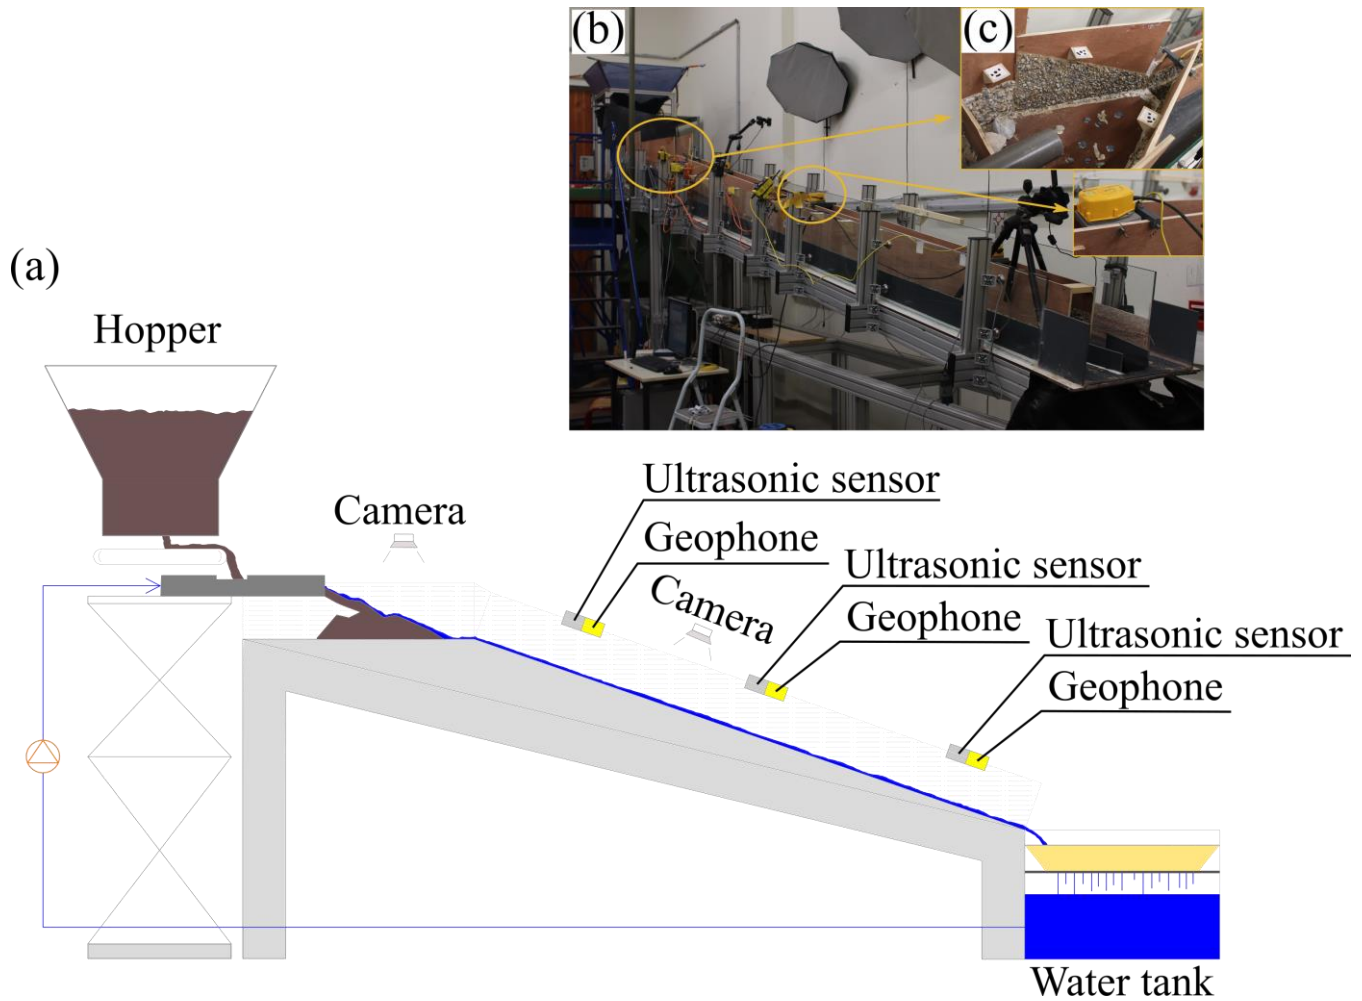 (b)
(c)
(a)
Hopper
Camera
Ultrasonic sensor
Geophone
Camera
Ultrasonic sensor
Geophone
Ultrasonic sensor
Geophone
Water tank